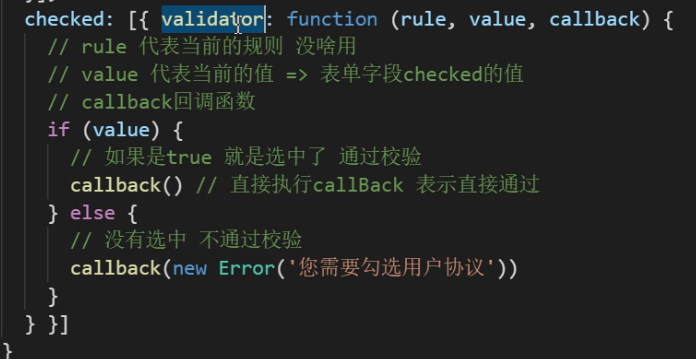 checked: [{ validator: function (rule, value, callback) {
// rule 代表当前的规则 没啥用
// value 代表当前的值 => 表单字段checked的值
// callback回调函数
if (value) {
// 如果是true 就是选中了 通过校验
callback() // 直接执行callBack 表示直接通过
} else {
// 没有选中 不通过校验
callback(new Error('您需要勾选用户协议'))
}
} }]
}